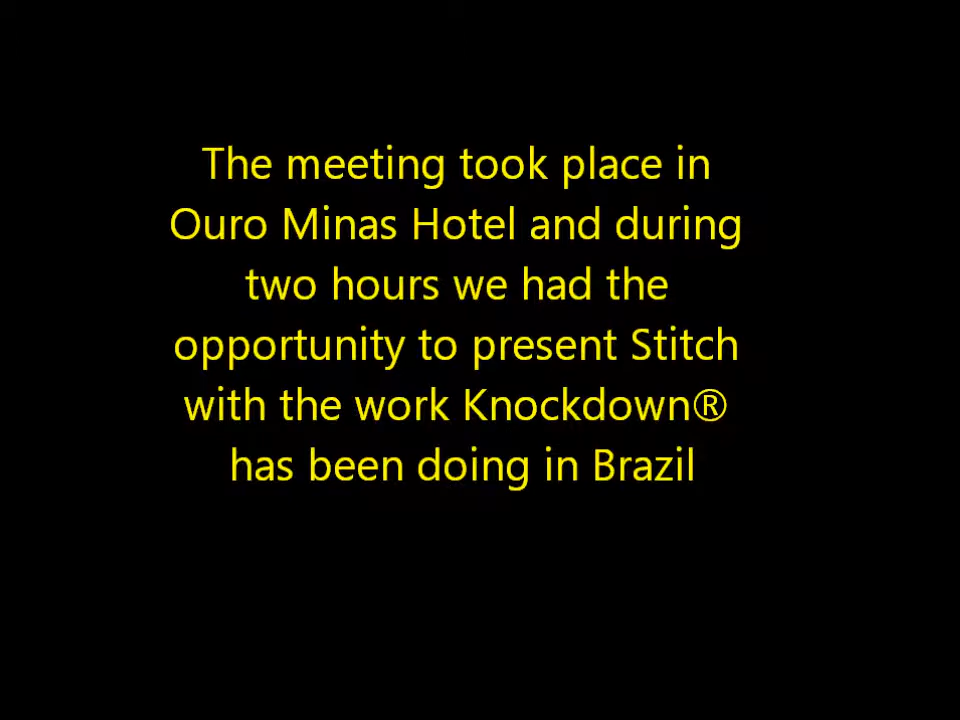 The meeting took place in
Ouro Minas Hotel and during
two hours we had the
opportunity to present Stitch
with the work Knockdown®
has been doing in Brazil